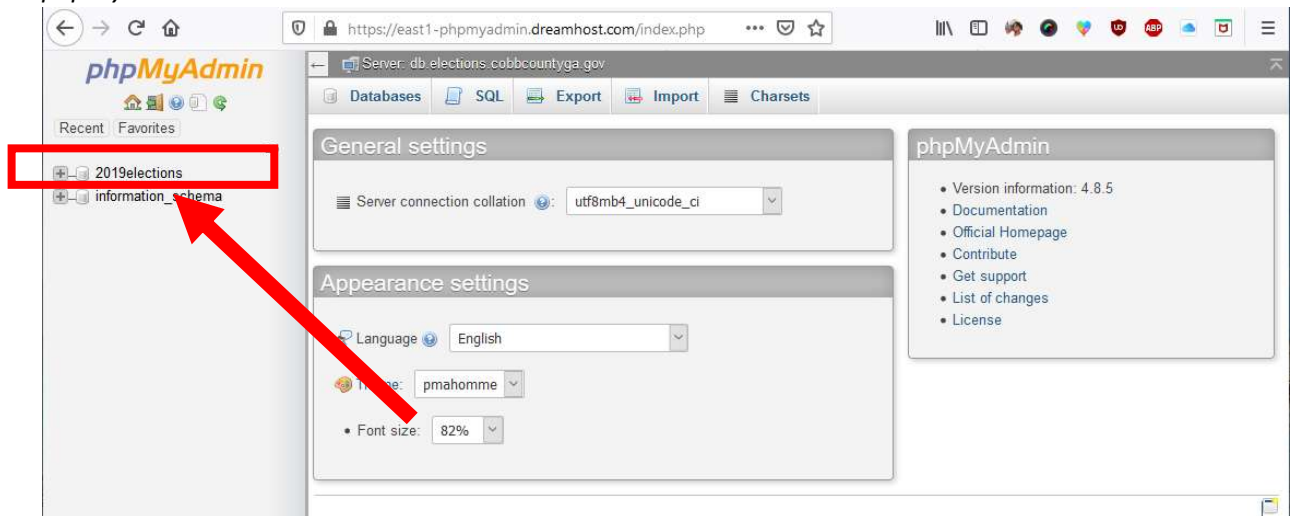 https://east1-phpmyadmin.dreamhost.com/index.php
phpMyAdmin
Recent Favorites
2019elections
information_schema
Server: db.elections.cobbcountyga.gov
Databases SQL Export Import Charsets
General settings
Server connection collation : utf8mb4_unicode_ci
Appearance settings
Language English
pmahomme
Font size: 82%
phpMyAdmin
Version information: 4.8.5
Documentation
Official Homepage
Contribute
Get support
List of changes
License